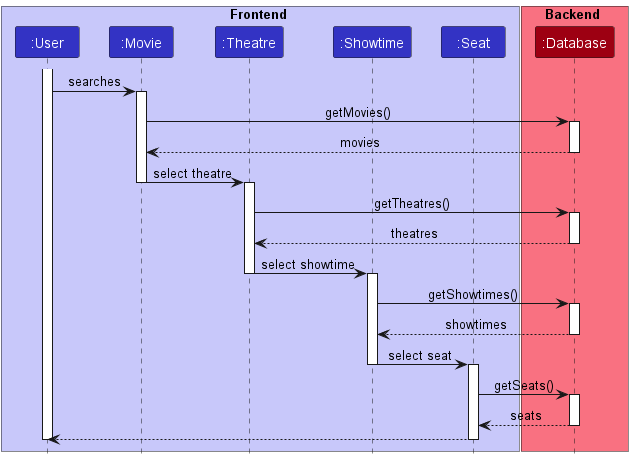 Frontend
Backend
:User
:Movie
:Theatre
:Showtime
:Seat
:Database
searches
getMovies()
movies
select theatre
getTheatres()
theatres
select showtime
getShowtimes()
showtimes
select seat
getSeats()
seats